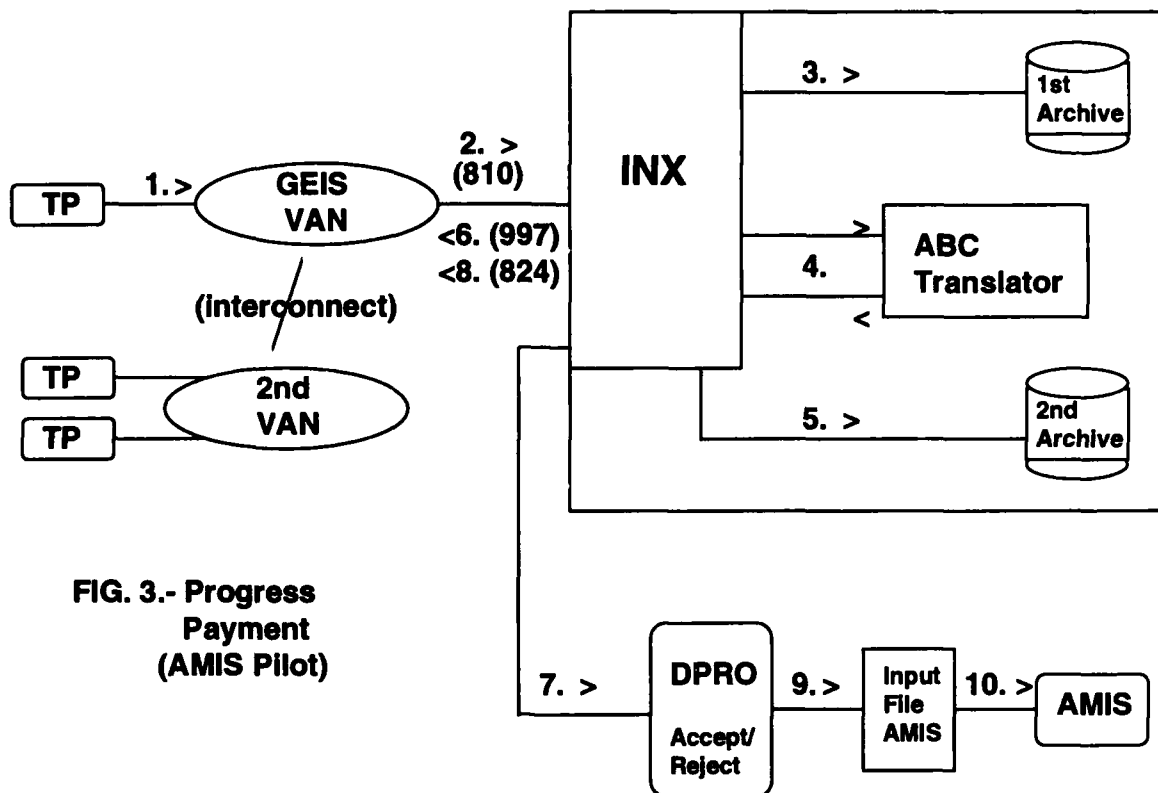 3. >
1st
Archive
2. >
(810)
INX
TP
1. >
GEIS
VAN
<6. (997)
<8. (824)
>
4.
<
ABC
Translator
(interconnect)
TP
TP
2nd
VAN
5. >
2nd
Archive
FIG. 3.- Progress
Payment
(AMIS Pilot)
7. >
DPRO
Accept/
Reject
9. >
Input
File
AMIS
10. >
AMIS